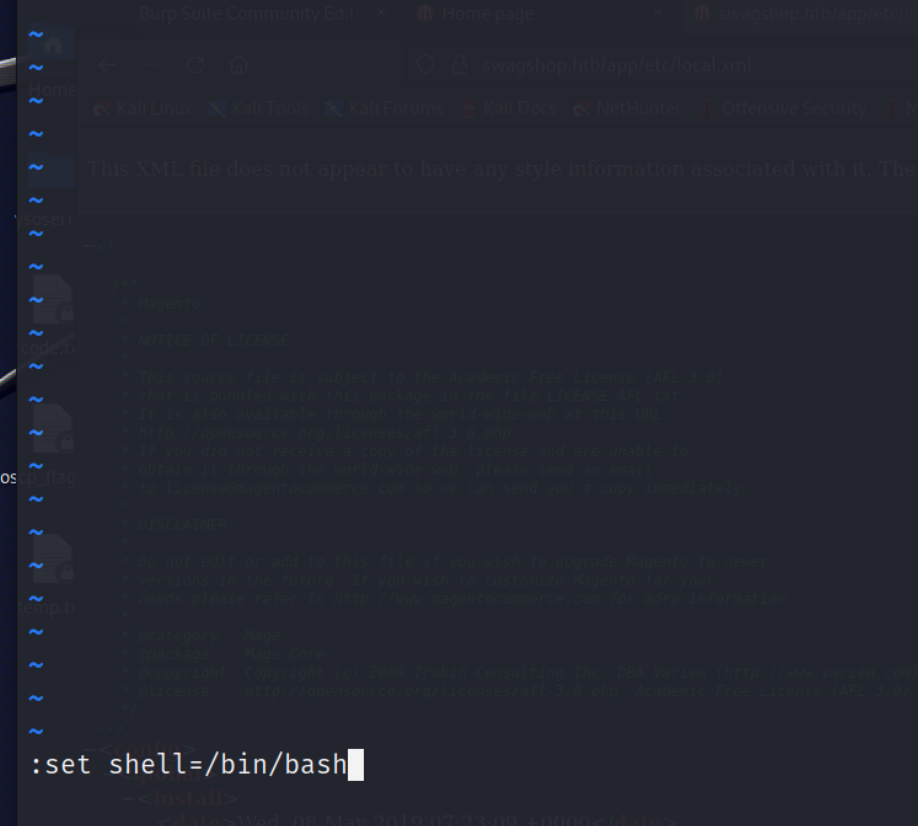 Burp Suite Community Edit × Home page × swagshop.htb/app/etc/l
~
~
Home
swagshop.htb/app/etc/local.xml
~
Kali Linux Kali Tools Kali Forums Kali Docs NetHunter Offensive Security
~
~
This XML file does not appear to have any style information associated with it. The
~
ysoseri
~
~
~
/**
~
* Magento
*
~
* NOTICE OF LICENSE
code.tx
*
~
* This source file is subject to the Academic Free License (AFL 3.0)
* that is bundled with this package in the file LICENSE_AFL.txt.
~
* It is also available through the world-wide-web at this URL:
* http://opensource.org/licenses/afl-3.0.php
~
* If you did not receive a copy of the license and are unable to
* obtain it through the world-wide-web, please send an email
~
oscp_flag
* to license@magentocommerce.com so we can send you a copy immediately.
~
*
* DISCLAIMER
~
*
* Do not edit or add to this file if you wish to upgrade Magento to newer
~
* versions in the future. If you wish to customize Magento for your
* needs please refer to http://www.magentocommerce.com for more information.
~
temp.tx
*
* @category Mage
~
* @package Mage_Core
~
* @copyright Copyright (c) 2008 Irubin Consulting Inc. DBA Varien (http://www.varien.com)
* @license http://opensource.org/licenses/afl-3.0.php Academic Free License (AFL 3.0)
~
*/
~
-<config>
:set shell=/bin/bash
-<install>
<date>Wed, 08 May 2019 07:23:09 +0000</date>